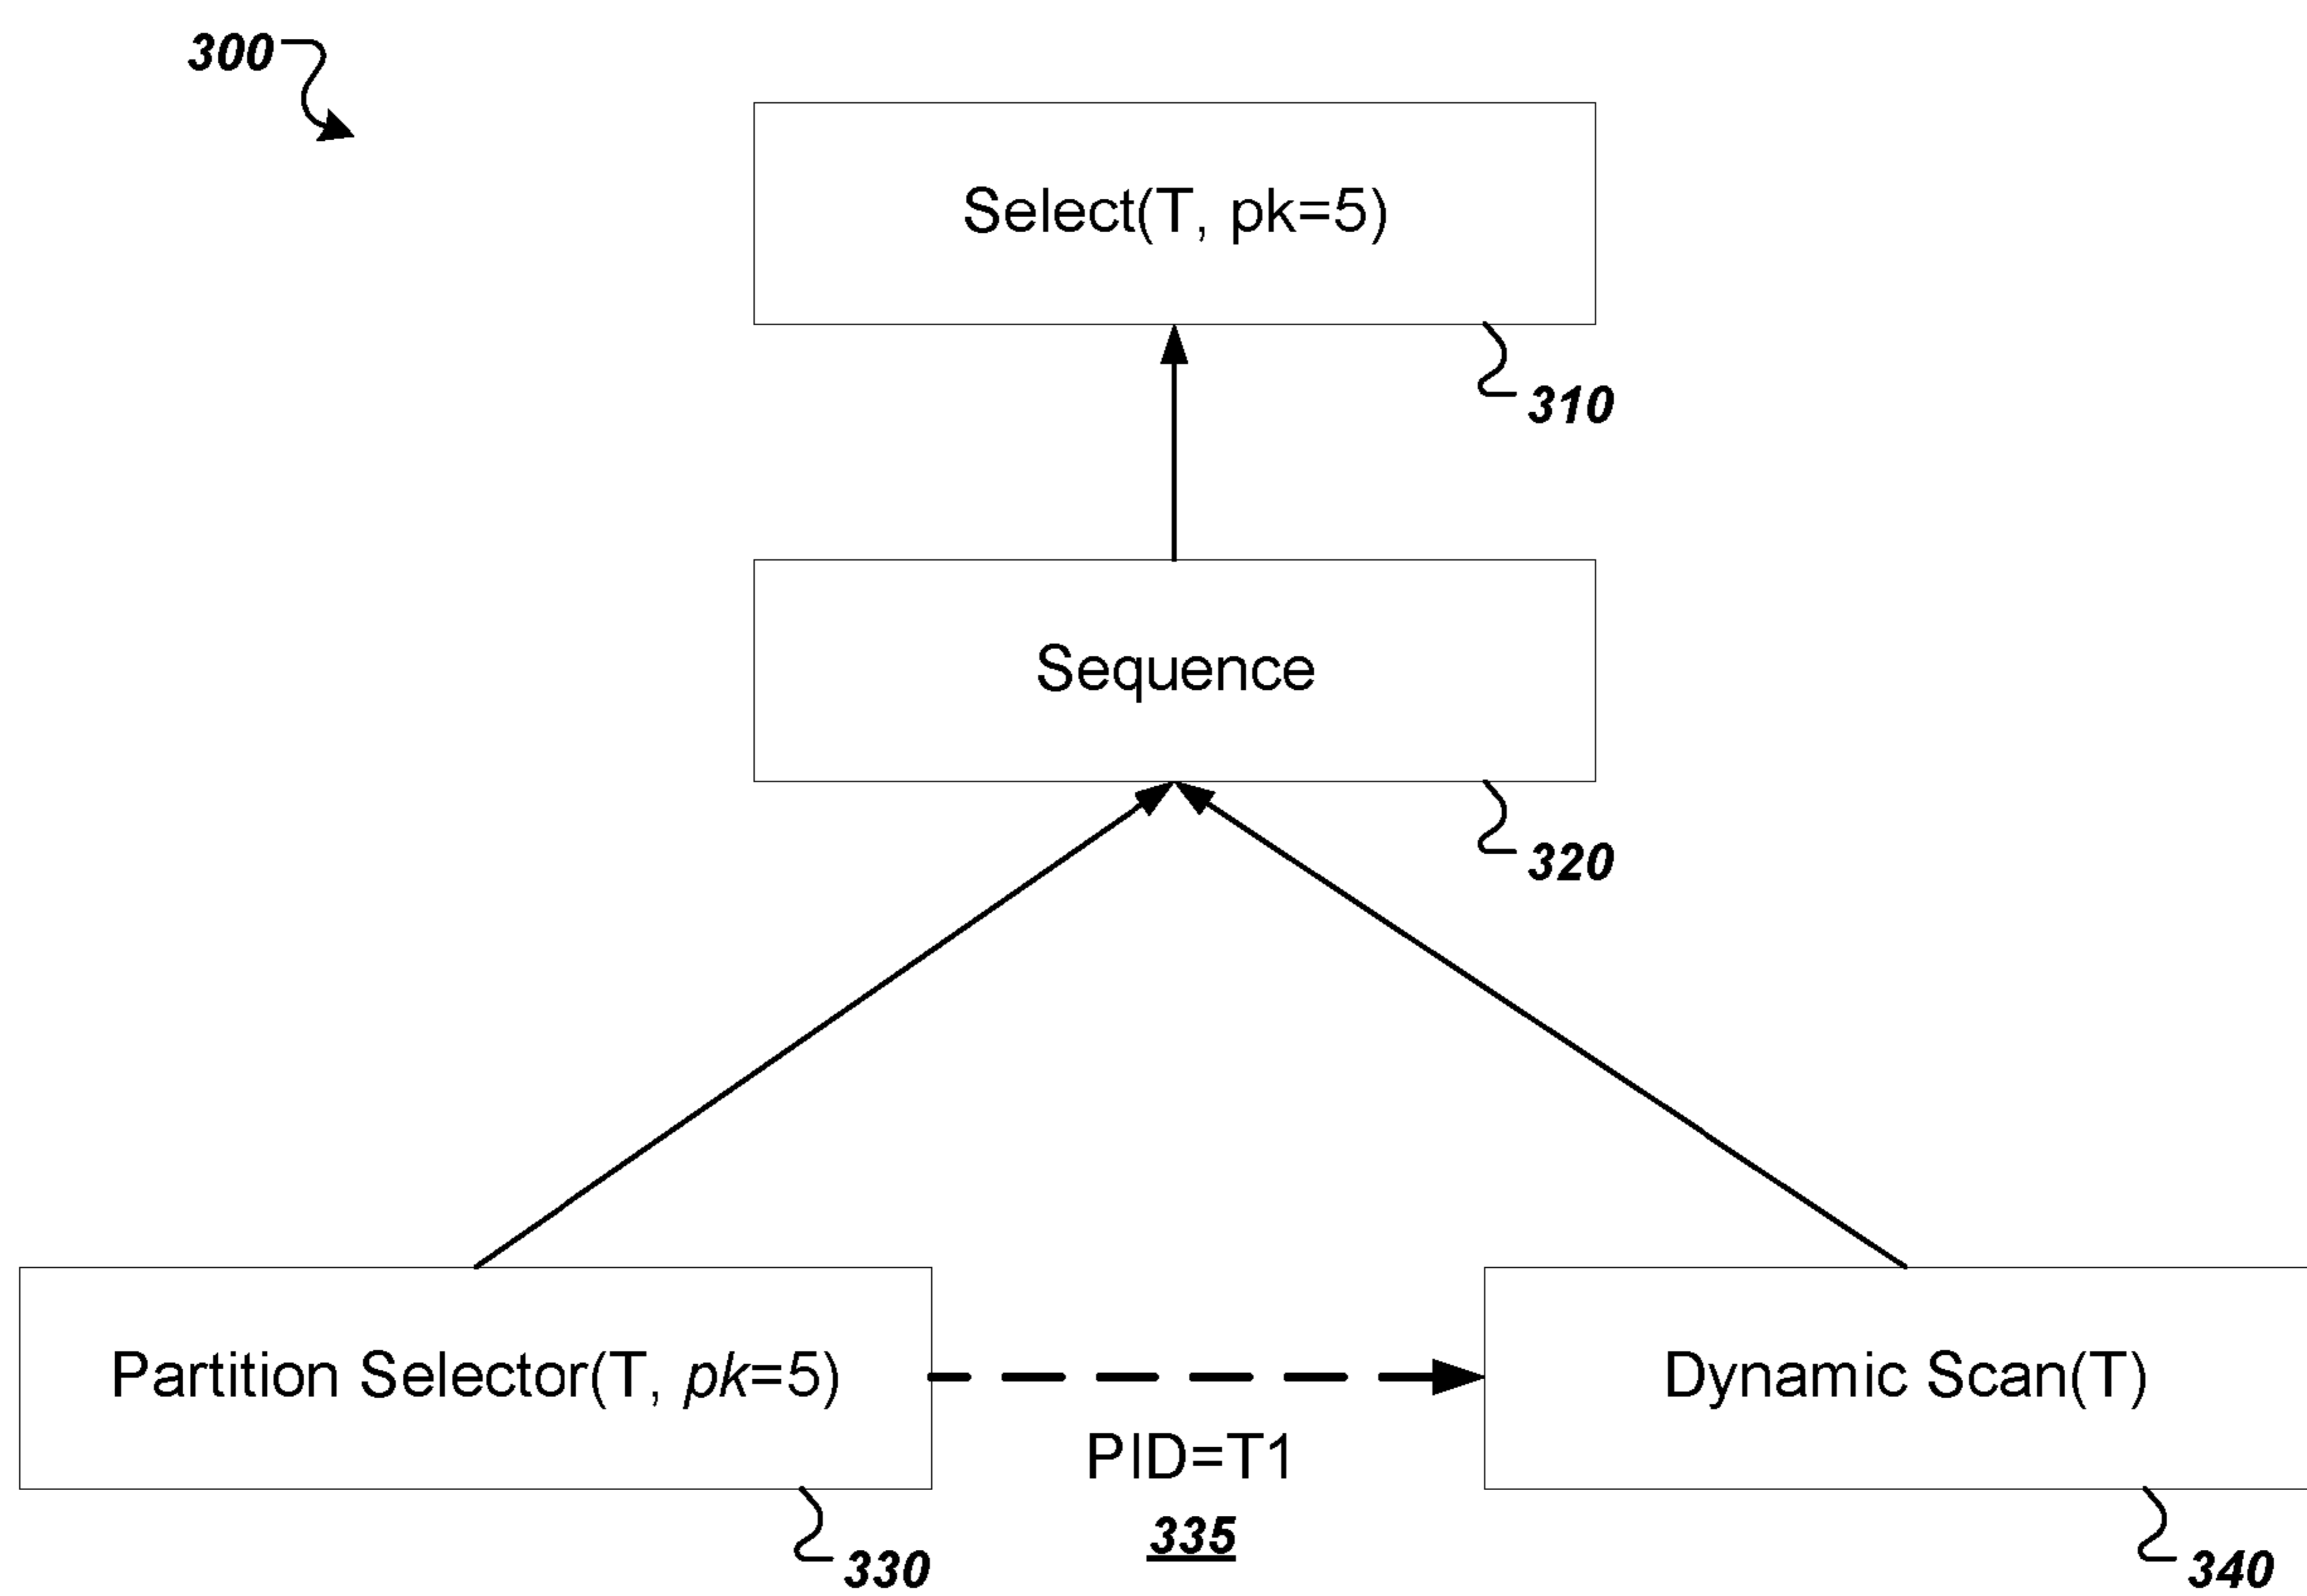 300
Select(T, pk=5)
310
Sequence
320
Partition Selector(T, pk=5)
Dynamic Scan(T)
PID=T1
335
330
340